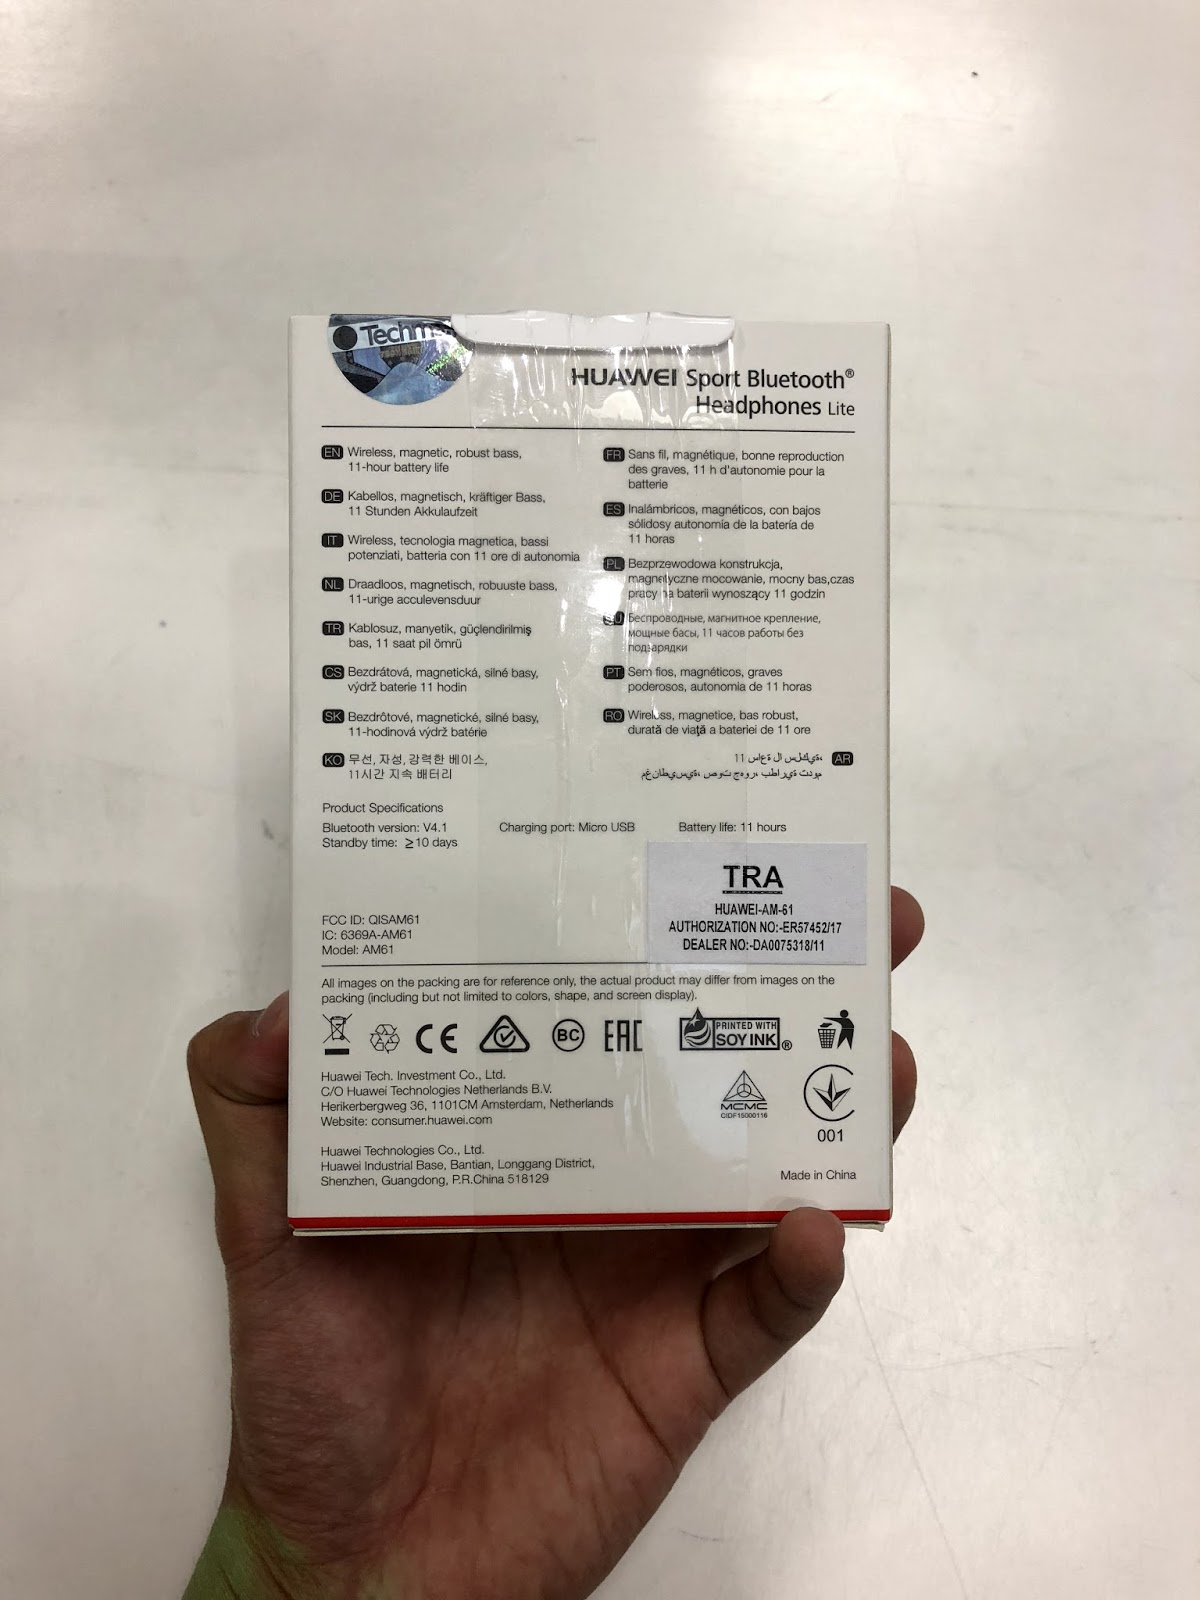 Techm
HUAWEI Sport Bluetooth®
Headphones Lite
EN Wireless, magnetic, robust bass,
11-hour battery life
DE Kabellos, magnetisch, kräftiger Bass,
11 Stunden Akkulaufzeit
IT Wireless, tecnologia magnetica, bassi
potenziati, batteria con 11 ore di autonomia
NL Draadloos, magnetisch, robuuste bass,
11-urige acculevensduur
TR Kablosuz, manyetik, güçlendirilmiş
bas, 11 saat pil ömrü
CS Bezdrátová, magnetická, silné basy,
výdrž baterie 11 hodin
SK Bezdrôtové, magnetické, silné basy,
11-hodinová výdrž batérie
KO 무선, 자성, 강력한 베이스,
11시간 지속 배터리
FR Sans fil, magnétique, bonne reproduction
des graves, 11 h d'autonomie pour la
batterie
ES Inalámbricos, magnéticos, con bajos
sólidosy autonomía de la batería de
11 horas
PL Bezprzewodowa konstrukcja,
magnetyczne mocowanie, mocny bas,czas
pracy na baterii wynoszący 11 godzin
RU Беспроводные, магнитное крепление,
мощные басы, 11 часов работы без
подзарядки
PT Sem fios, magnéticos, graves
poderosos, autonomia de 11 horas
RO Wireless, magnetice, bas robust,
durată de viaţă a bateriei de 11 ore
AR لاسلكية، 11 ساعة
مغناطيسية، صوت جهور، بطارية تدوم
Product Specifications
Bluetooth version: V4.1 Charging port: Micro USB Battery life: 11 hours
Standby time: ≥10 days
TRA
HUAWEI-AM-61
AUTHORIZATION NO:-ER57452/17
DEALER NO:-DA0075318/11
FCC ID: QISAM61
IC: 6369A-AM61
Model: AM61
All images on the packing are for reference only, the actual product may differ from images on the
packing (including but not limited to colors, shape, and screen display).
CE BC EAC PRINTED WITH
SOY INK®
MCMC
CIDF15000116
001
Huawei Tech. Investment Co., Ltd.
C/O Huawei Technologies Netherlands B.V.
Herikerbergweg 36, 1101CM Amsterdam, Netherlands
Website: consumer.huawei.com
Huawei Technologies Co., Ltd.
Huawei Industrial Base, Bantian, Longgang District,
Shenzhen, Guangdong, P.R.China 518129
Made in China